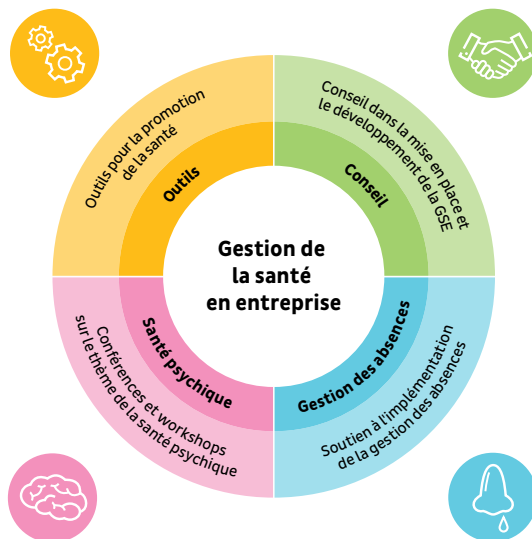 Outils pour la promotion
de la santé
Outils
Conseil dans la mise en place et
le développement de la GSE
Conseil
Gestion de
la santé
en entreprise
Santé psychique
Conférences et workshops
sur le thème de la santé psychique
Gestion des absences
Soutien à l'implémentation
de la gestion des absences